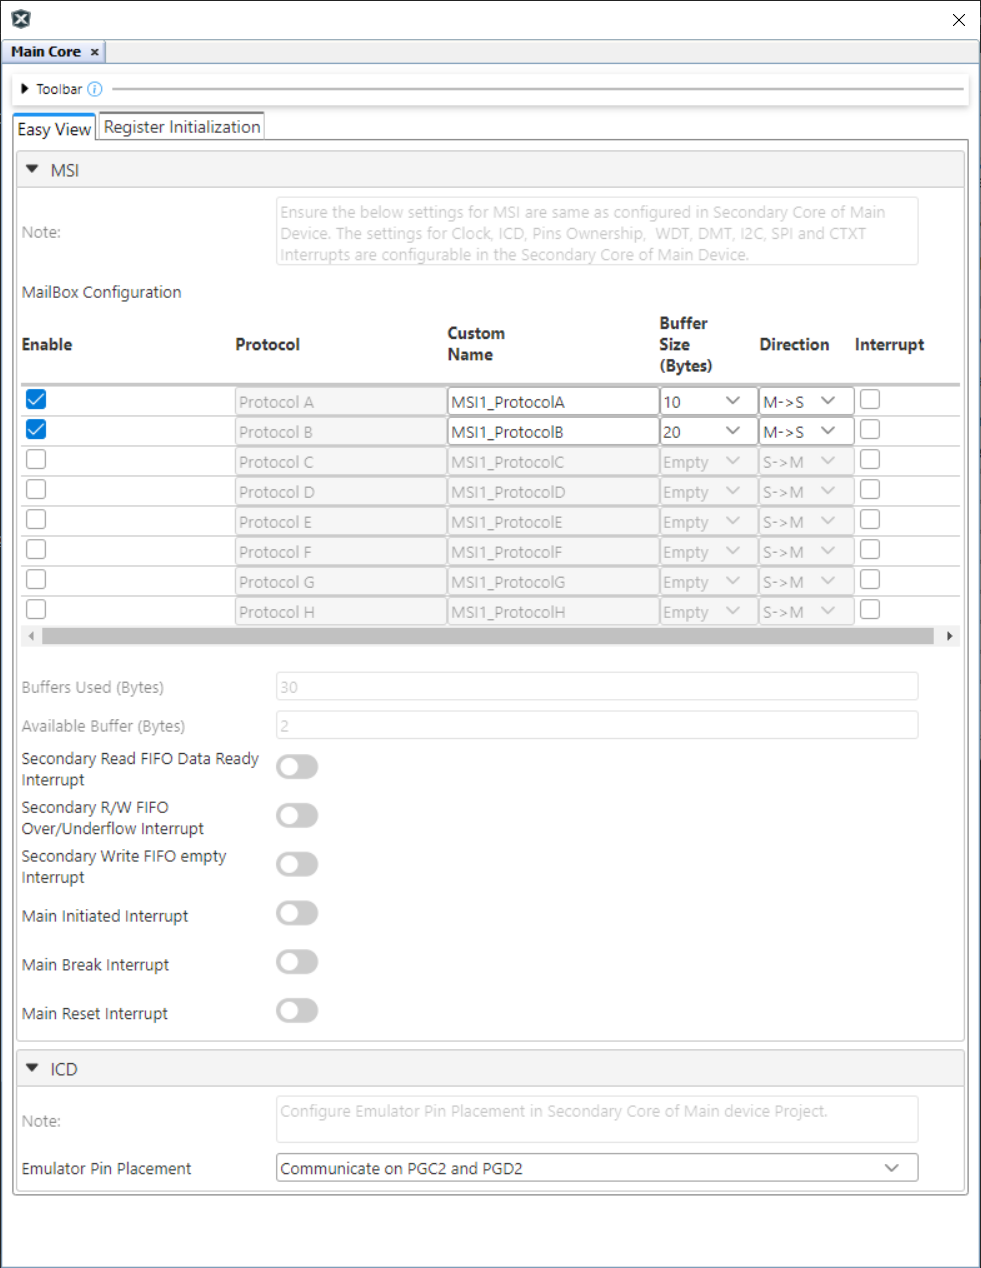 Main Core ×
Toolbar i
Easy View Register Initialization
MSI
Note:
Ensure the below settings for MSI are same as configured in Secondary Core of Main
Device. The settings for Clock, ICD, Pins Ownership,  WDT, DMT, I2C, SPI and CTXT
Interrupts are configurable in the Secondary Core of Main Device.
MailBox Configuration
Enable Protocol Custom Name Buffer Size (Bytes) Direction Interrupt
Protocol A MSI1_ProtocolA 10 M->S
Protocol B MSI1_ProtocolB 20 M->S
Protocol C MSI1_ProtocolC Empty S->M
Protocol D MSI1_ProtocolD Empty S->M
Protocol E MSI1_ProtocolE Empty S->M
Protocol F MSI1_ProtocolF Empty S->M
Protocol G MSI1_ProtocolG Empty S->M
Protocol H MSI1_ProtocolH Empty S->M
Buffers Used (Bytes) 30
Available Buffer (Bytes) 2
Secondary Read FIFO Data Ready
Interrupt
Secondary R/W FIFO
Over/Underflow Interrupt
Secondary Write FIFO empty
Interrupt
Main Initiated Interrupt
Main Break Interrupt
Main Reset Interrupt
ICD
Note:
Configure Emulator Pin Placement in Secondary Core of Main device Project.
Emulator Pin Placement Communicate on PGC2 and PGD2